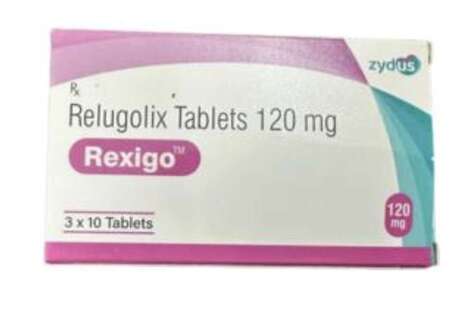 zydus
Rx
Relugolix Tablets 120 mg
Rexigo™
3 x 10 Tablets
120
mg